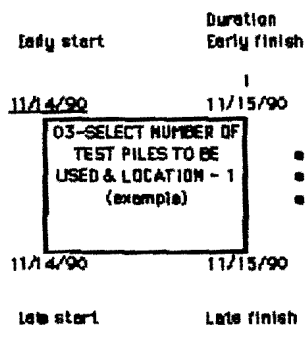 Duration
Early start Early finish
1
11/14/90 11/15/90
03-SELECT NUMBER OF
TEST PILES TO BE
USED & LOCATION - 1
(example)
11/14/90 11/15/90
Late start Late finish